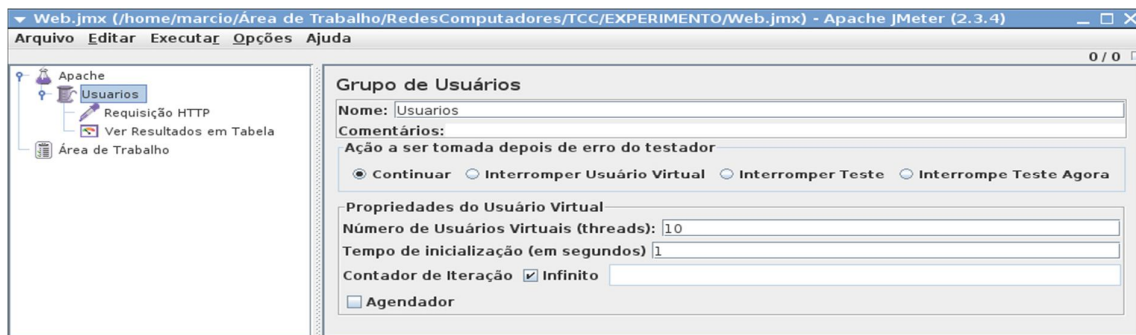 Web.jmx (/home/marcio/Área de Trabalho/RedesComputadores/TCC/EXPERIMENTO/Web.jmx) - Apache JMeter (2.3.4)
Arquivo Editar Executar Opções Ajuda
0 / 0
Apache
Usuarios
Requisição HTTP
Ver Resultados em Tabela
Área de Trabalho
Grupo de Usuários
Nome: Usuarios
Comentários:
Ação a ser tomada depois de erro do testador
Continuar Interromper Usuário Virtual Interromper Teste Interrompe Teste Agora
Propriedades do Usuário Virtual
Número de Usuários Virtuais (threads): 10
Tempo de inicialização (em segundos) 1
Contador de Iteração Infinito
Agendador